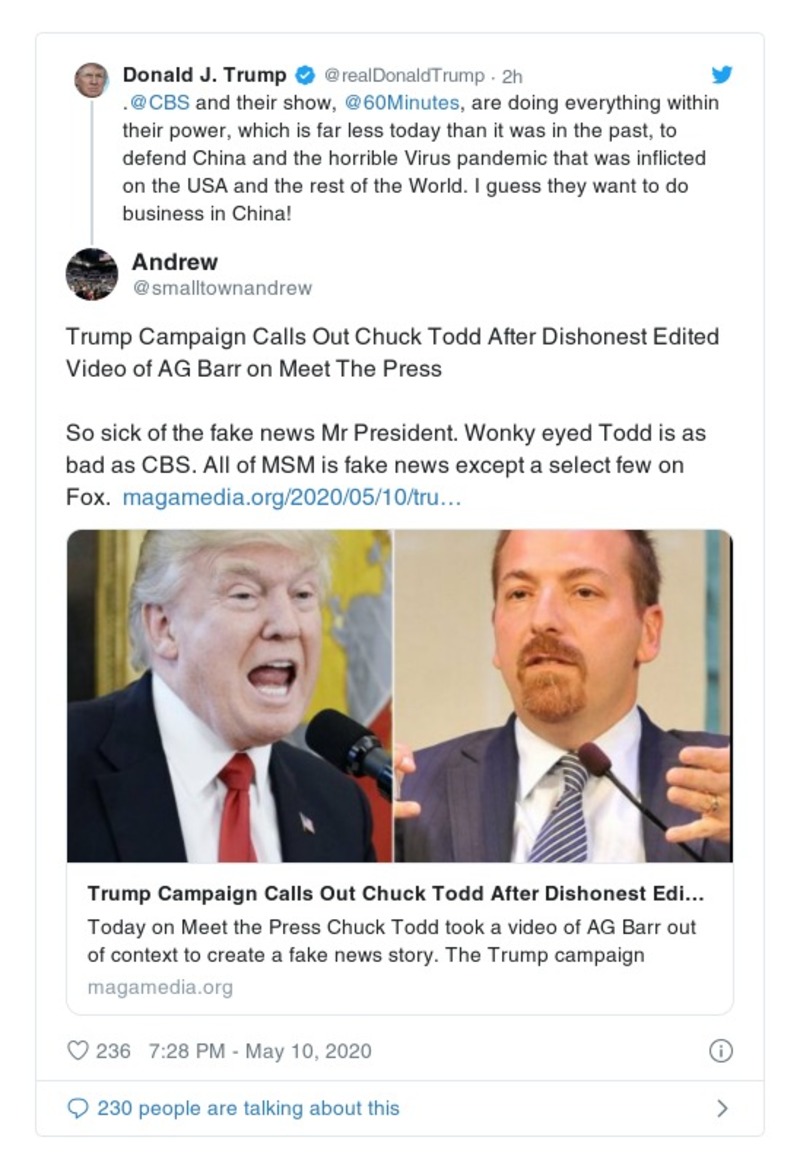 Donald J. Trump @realDonaldTrump · 2h
.@CBS and their show, @60Minutes, are doing everything within
their power, which is far less today than it was in the past, to
defend China and the horrible Virus pandemic that was inflicted
on the USA and the rest of the World. I guess they want to do
business in China!
Andrew
@smalltownandrew
Trump Campaign Calls Out Chuck Todd After Dishonest Edited
Video of AG Barr on Meet The Press
So sick of the fake news Mr President. Wonky eyed Todd is as
bad as CBS. All of MSM is fake news except a select few on
Fox. magamedia.org/2020/05/10/tru…
Trump Campaign Calls Out Chuck Todd After Dishonest Edi...
Today on Meet the Press Chuck Todd took a video of AG Barr out
of context to create a fake news story. The Trump campaign
magamedia.org
236 7:28 PM - May 10, 2020
230 people are talking about this